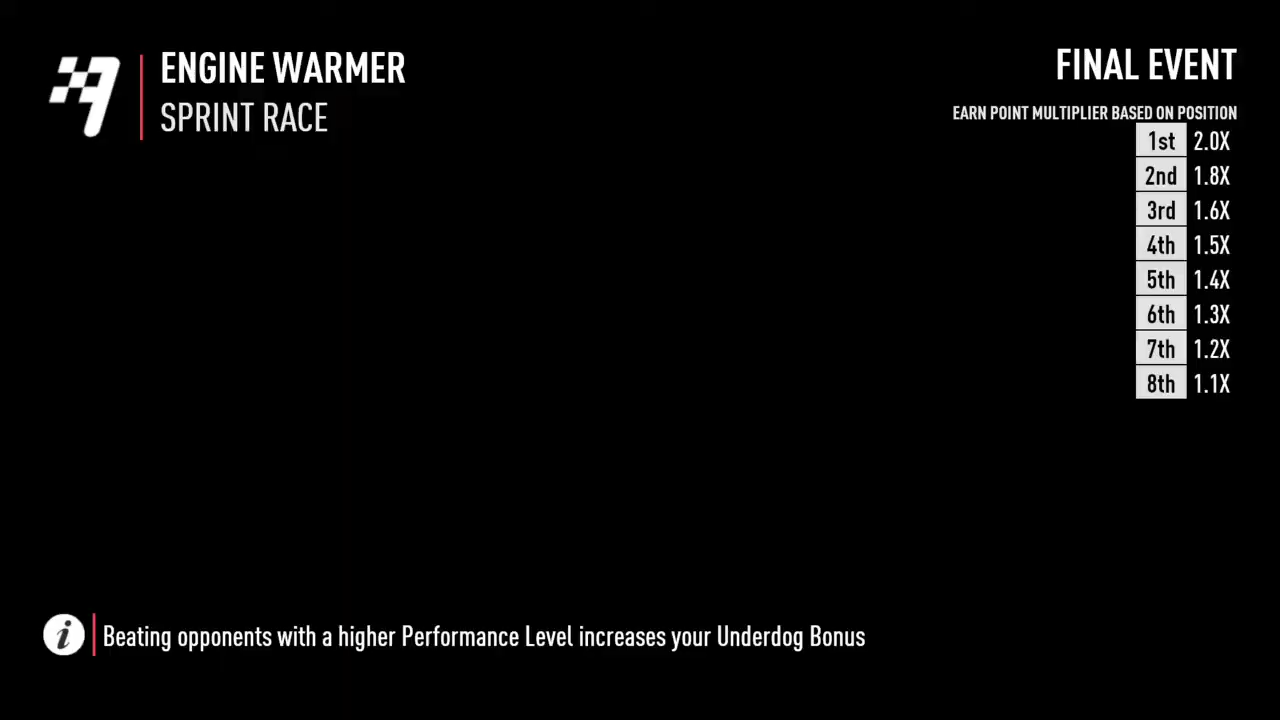 ENGINE WARMER
SPRINT RACE
FINAL EVENT
EARN POINT MULTIPLIER BASED ON POSITION
1st 2.0X
2nd 1.8X
3rd 1.6X
4th 1.5X
5th 1.4X
6th 1.3X
7th 1.2X
8th 1.1X
i Beating opponents with a higher Performance Level increases your Underdog Bonus